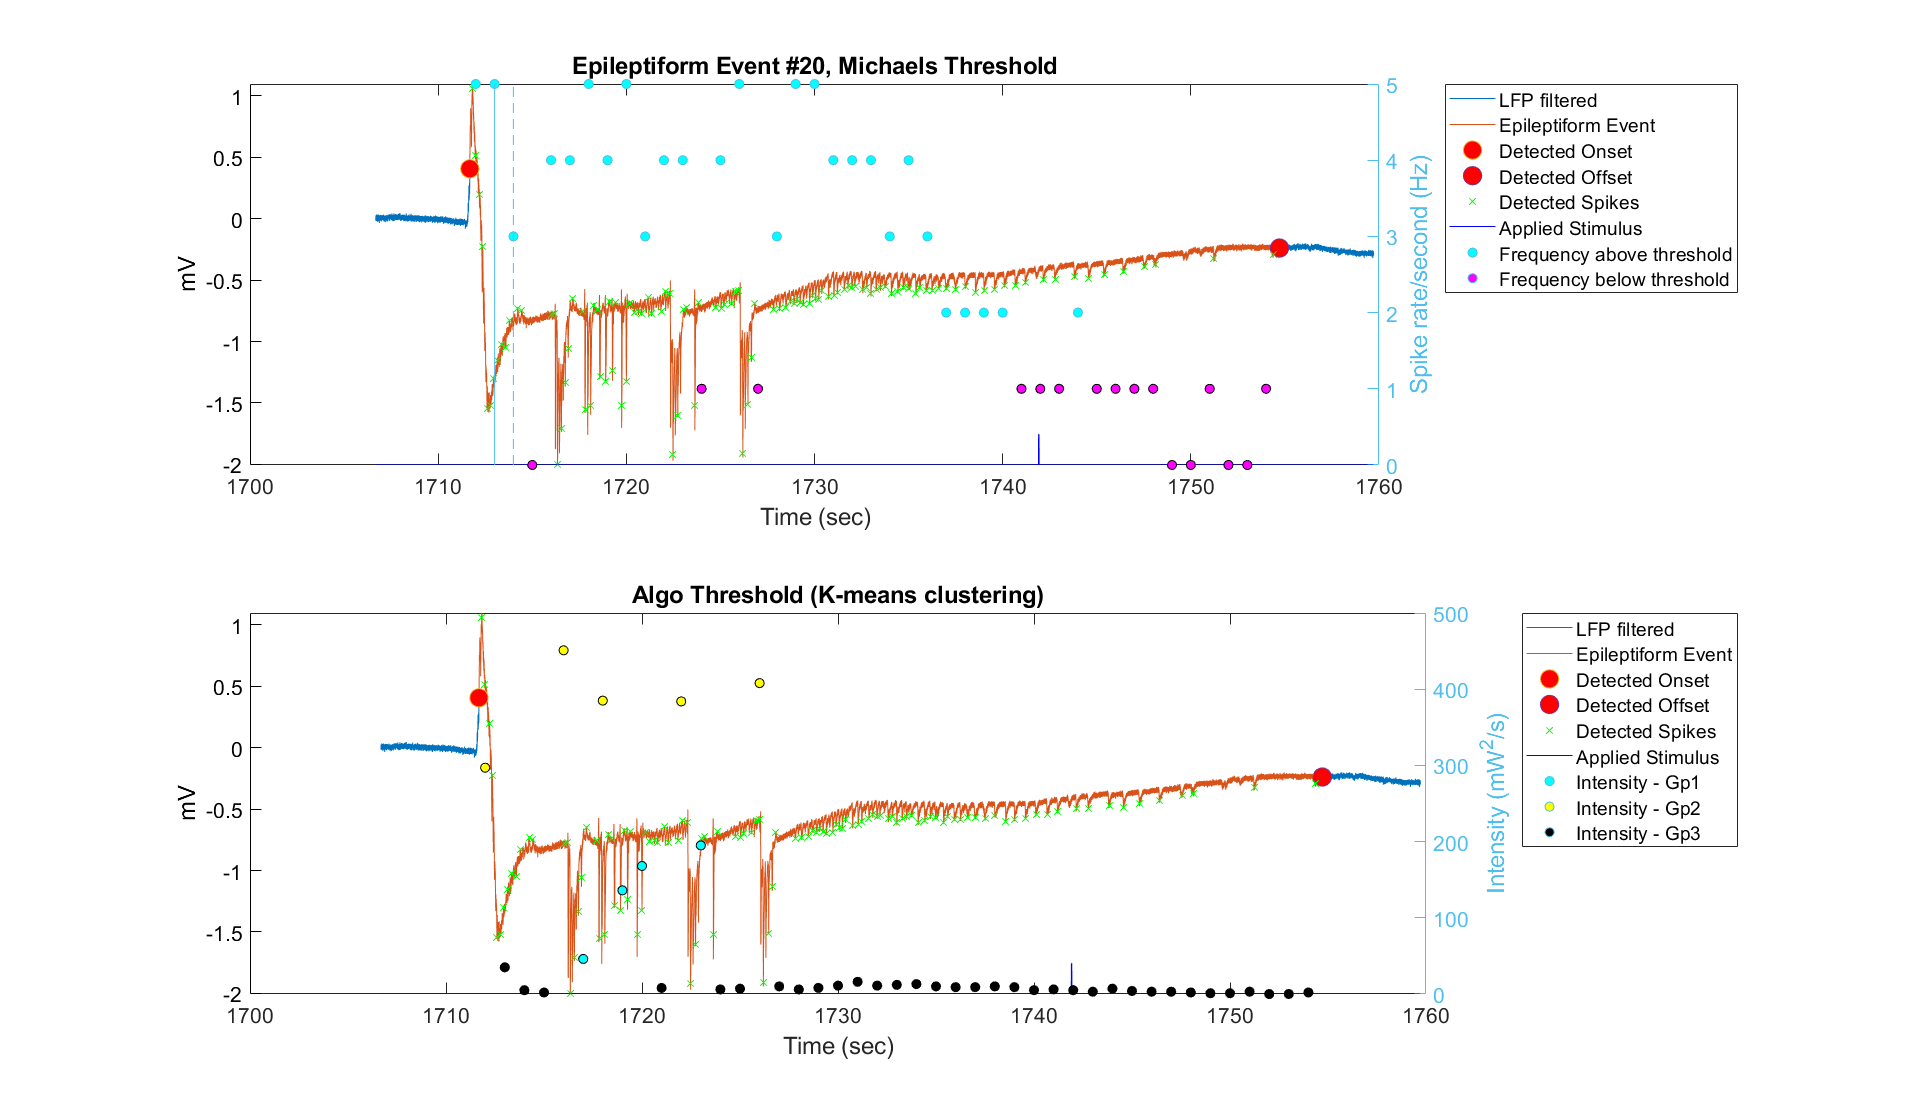 Epileptiform Event #20, Michaels Threshold
1
0.5
0
-0.5
-1
-1.5
-2
mV
1700
1710
1720
1730
1740
1750
1760
Time (sec)
5
4
3
2
1
0
Spike rate/second (Hz)
LFP filtered
Epileptiform Event
Detected Onset
Detected Offset
Detected Spikes
Applied Stimulus
Frequency above threshold
Frequency below threshold
Algo Threshold (K-means clustering)
1
0.5
0
-0.5
-1
-1.5
-2
mV
1700
1710
1720
1730
1740
1750
1760
Time (sec)
500
400
300
200
100
0
Intensity (mW²/s)
LFP filtered
Epileptiform Event
Detected Onset
Detected Offset
Detected Spikes
Applied Stimulus
Intensity - Gp1
Intensity - Gp2
Intensity - Gp3